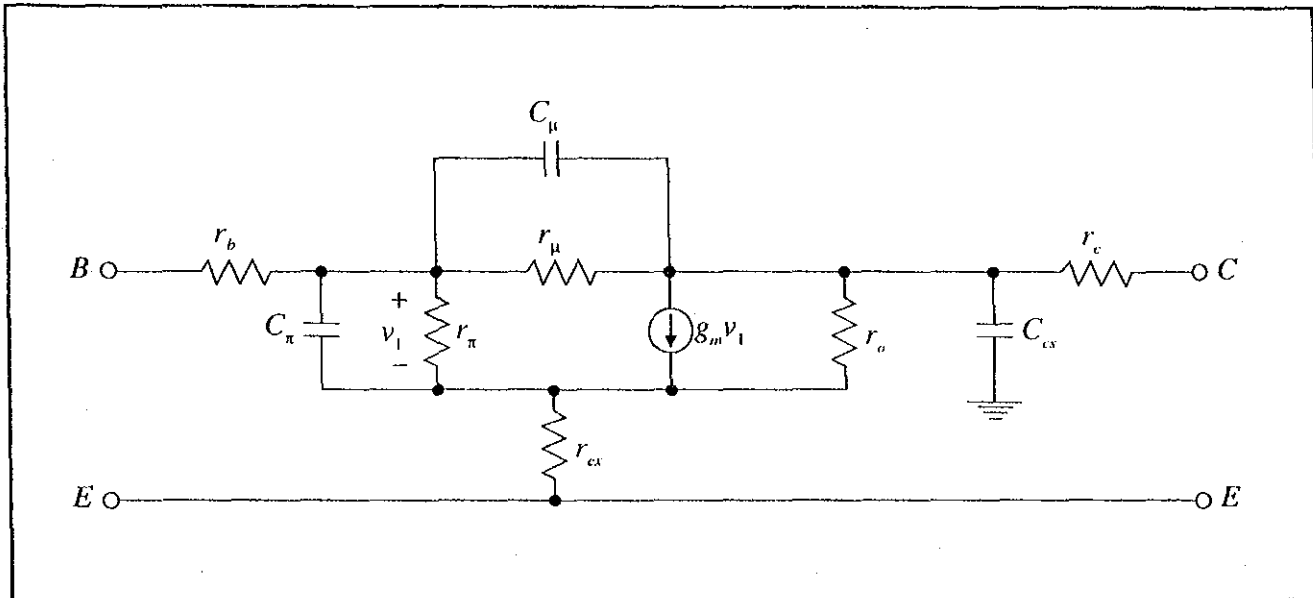 C_μ
r_b
r_μ
r_c
B
C
+
C_π
v_1
r_π
g_m v_1
r_o
C_cs
−
r_ex
E
E